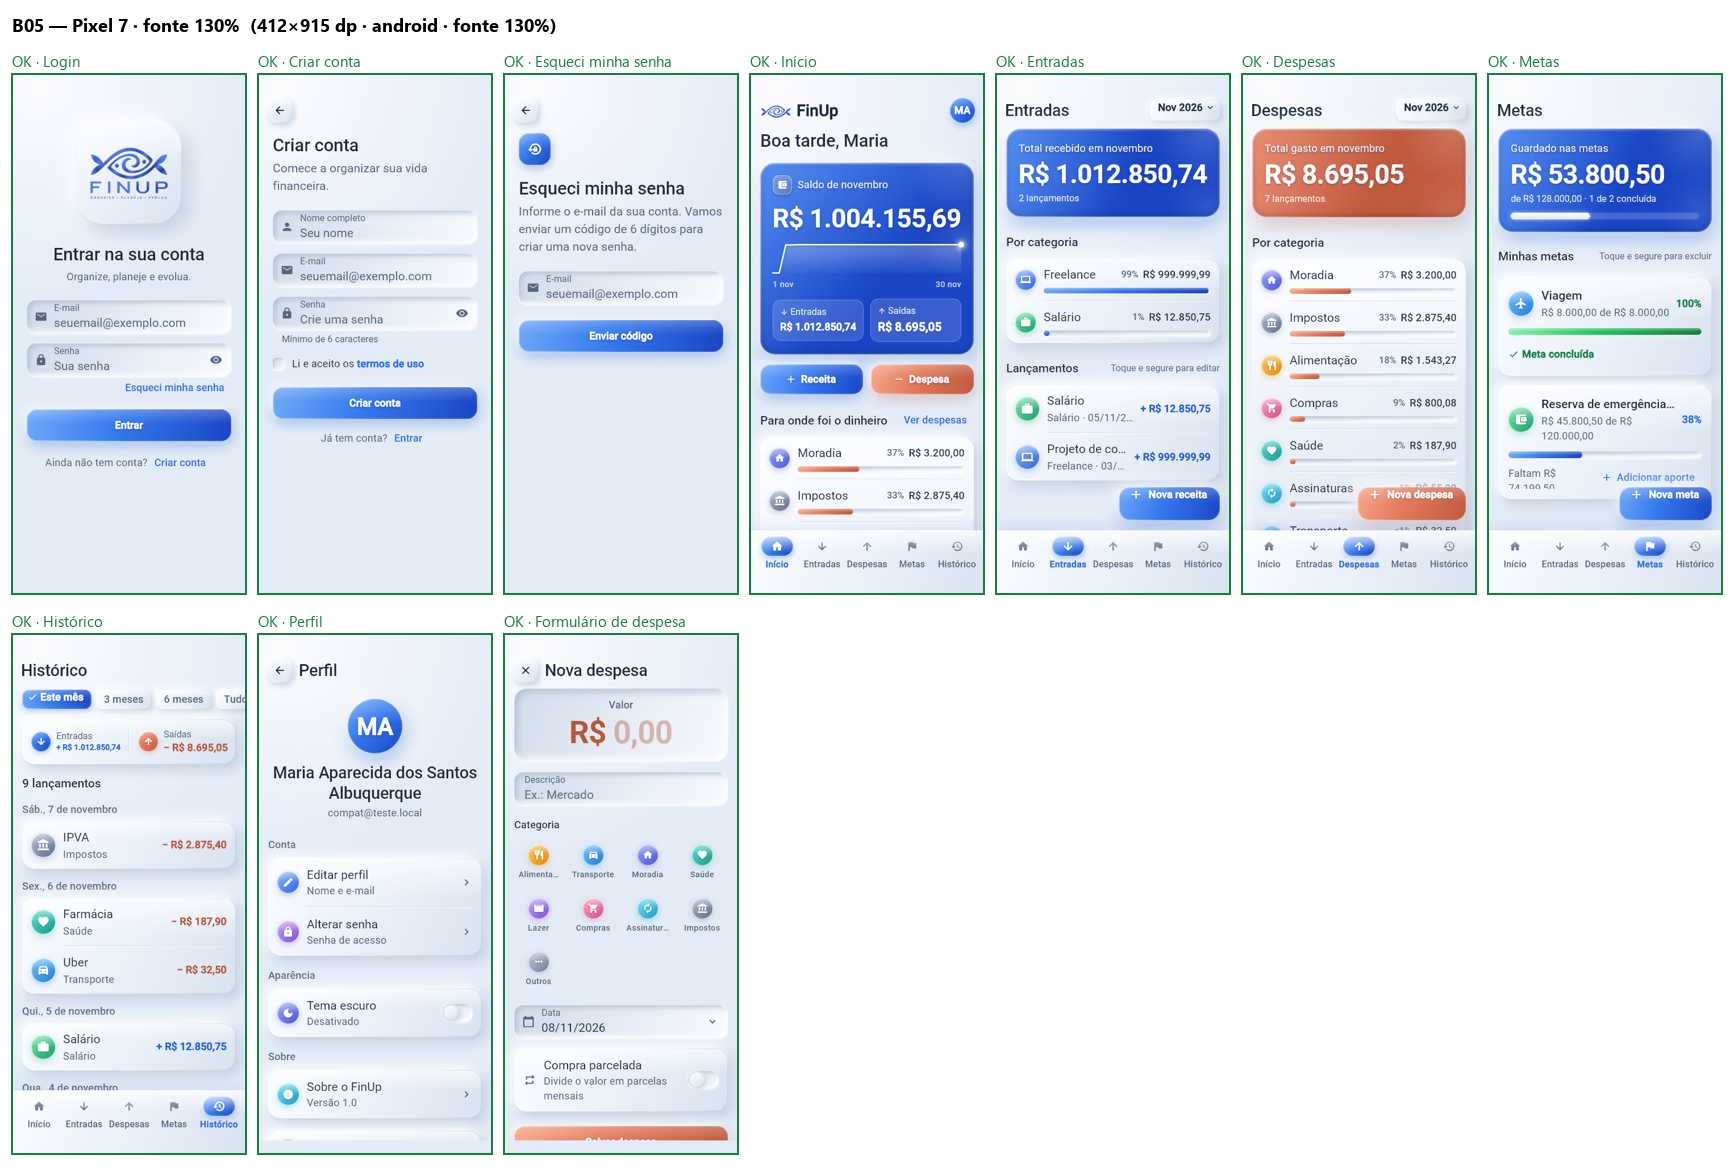 B05 — Pixel 7 · fonte 130% (412×915 dp · android · fonte 130%)
OK · Login
FINUP
ORGANIZE • PLANEJE • EVOLUA
Entrar na sua conta
Organize, planeje e evolua.
E-mail
seuemail@exemplo.com
Senha
Sua senha
Esqueci minha senha
Entrar
Ainda não tem conta? Criar conta
OK · Criar conta
Criar conta
Comece a organizar sua vida
financeira.
Nome completo
Seu nome
E-mail
seuemail@exemplo.com
Senha
Crie uma senha
Mínimo de 6 caracteres
Li e aceito os termos de uso
Criar conta
Já tem conta? Entrar
OK · Esqueci minha senha
Esqueci minha senha
Informe o e-mail da sua conta. Vamos
enviar um código de 6 dígitos para
criar uma nova senha.
E-mail
seuemail@exemplo.com
Enviar código
OK · Início
FinUp
MA
Boa tarde, Maria
Saldo de novembro
R$ 1.004.155,69
1 nov
30 nov
Entradas
R$ 1.012.850,74
Saídas
R$ 8.695,05
+ Receita
− Despesa
Para onde foi o dinheiro
Ver despesas
Moradia
37% R$ 3.200,00
Impostos
33% R$ 2.875,40
Início
Entradas
Despesas
Metas
Histórico
OK · Entradas
Entradas
Nov 2026
Total recebido em novembro
R$ 1.012.850,74
2 lançamentos
Por categoria
Freelance
99% R$ 999.999,99
Salário
1% R$ 12.850,75
Lançamentos
Toque e segure para editar
Salário
Salário · 05/11/2...
+ R$ 12.850,75
Projeto de co...
Freelance · 03/...
+ R$ 999.999,99
+ Nova receita
Início
Entradas
Despesas
Metas
Histórico
OK · Despesas
Despesas
Nov 2026
Total gasto em novembro
R$ 8.695,05
7 lançamentos
Por categoria
Moradia
37% R$ 3.200,00
Impostos
33% R$ 2.875,40
Alimentação
18% R$ 1.543,27
Compras
9% R$ 800,08
Saúde
2% R$ 187,90
Assinaturas
+ Nova despesa
Transporte
<1% R$ 32,50
Início
Entradas
Despesas
Metas
Histórico
OK · Metas
Metas
Guardado nas metas
R$ 53.800,50
de R$ 128.000,00 · 1 de 2 concluída
Minhas metas
Toque e segure para excluir
Viagem
R$ 8.000,00 de R$ 8.000,00
100%
Meta concluída
Reserva de emergência...
R$ 45.800,50 de R$
120.000,00
38%
Faltam R$
74.199,50
+ Adicionar aporte
+ Nova meta
Início
Entradas
Despesas
Metas
Histórico
OK · Histórico
Histórico
Este mês
3 meses
6 meses
Tudo
Entradas
+ R$ 1.012.850,74
Saídas
− R$ 8.695,05
9 lançamentos
Sáb., 7 de novembro
IPVA
Impostos
− R$ 2.875,40
Sex., 6 de novembro
Farmácia
Saúde
− R$ 187,90
Uber
Transporte
− R$ 32,50
Qui., 5 de novembro
Salário
Salário
+ R$ 12.850,75
Qua., 4 de novembro
Início
Entradas
Despesas
Metas
Histórico
OK · Perfil
Perfil
MA
Maria Aparecida dos Santos
Albuquerque
compat@teste.local
Conta
Editar perfil
Nome e e-mail
Alterar senha
Senha de acesso
Aparência
Tema escuro
Desativado
Sobre
Sobre o FinUp
Versão 1.0
OK · Formulário de despesa
Nova despesa
Valor
R$ 0,00
Descrição
Ex.: Mercado
Categoria
Alimenta...
Transporte
Moradia
Saúde
Lazer
Compras
Assinatur...
Impostos
Outros
Data
08/11/2026
Compra parcelada
Divide o valor em parcelas
mensais
Salvar despesa